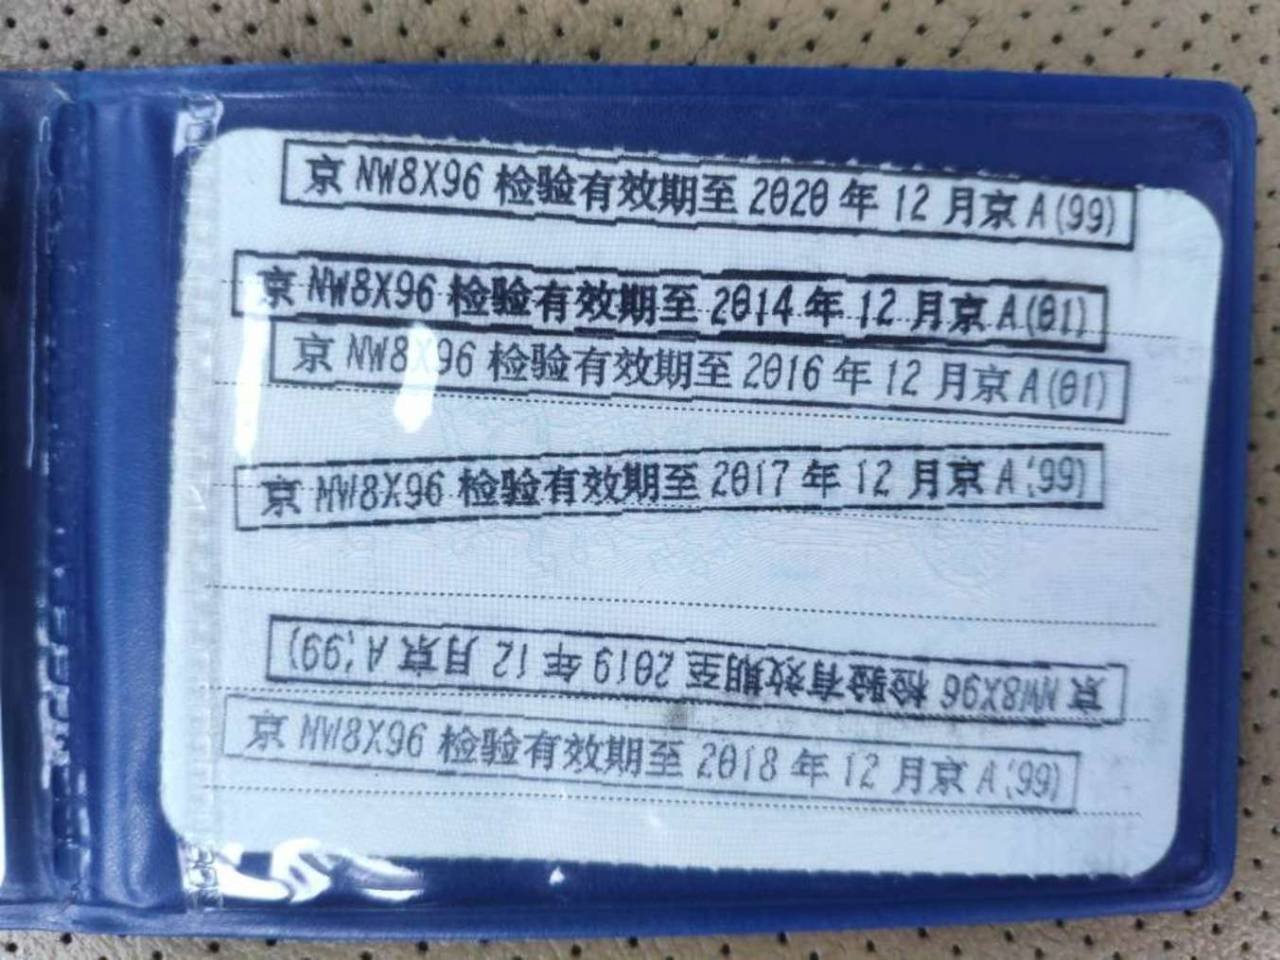 京 NW8X96 检验有效期至 2020 年 12 月京 A(99)
京 NW8X96 检验有效期至 2014 年 12 月京 A(01)
京 NW8X96 检验有效期至 2016 年 12 月京 A(01)
京 NW8X96 检验有效期至 2017 年 12 月京 A(99)
京 NW8X96 检验有效期至 2019 年 12 月京 A(99)
京 NW8X96 检验有效期至 2018 年 12 月京 A(99)